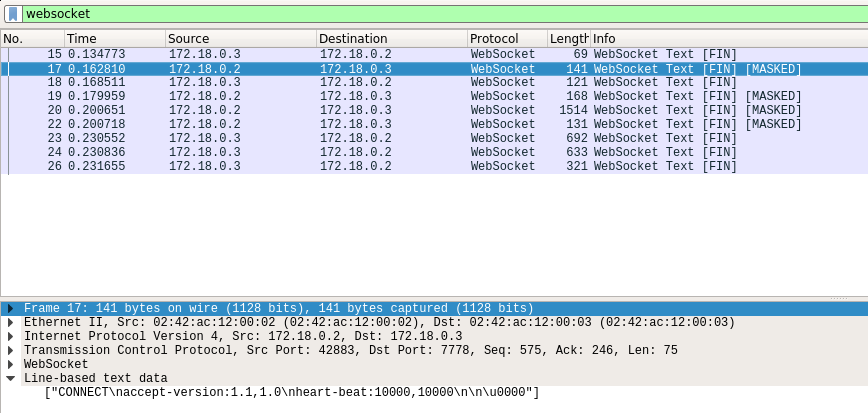 websocket
No. Time Source Destination Protocol Length Info
15 0.134773 172.18.0.3 172.18.0.2 WebSocket 69 WebSocket Text [FIN]
17 0.162810 172.18.0.2 172.18.0.3 WebSocket 141 WebSocket Text [FIN] [MASKED]
18 0.168511 172.18.0.3 172.18.0.2 WebSocket 121 WebSocket Text [FIN]
19 0.179959 172.18.0.2 172.18.0.3 WebSocket 168 WebSocket Text [FIN] [MASKED]
20 0.200651 172.18.0.2 172.18.0.3 WebSocket 1514 WebSocket Text [FIN] [MASKED]
22 0.200718 172.18.0.2 172.18.0.3 WebSocket 131 WebSocket Text [FIN] [MASKED]
23 0.230552 172.18.0.3 172.18.0.2 WebSocket 692 WebSocket Text [FIN]
24 0.230836 172.18.0.3 172.18.0.2 WebSocket 633 WebSocket Text [FIN]
26 0.231655 172.18.0.3 172.18.0.2 WebSocket 321 WebSocket Text [FIN]
Frame 17: 141 bytes on wire (1128 bits), 141 bytes captured (1128 bits)
Ethernet II, Src: 02:42:ac:12:00:02 (02:42:ac:12:00:02), Dst: 02:42:ac:12:00:03 (02:42:ac:12:00:03)
Internet Protocol Version 4, Src: 172.18.0.2, Dst: 172.18.0.3
Transmission Control Protocol, Src Port: 42883, Dst Port: 7778, Seq: 575, Ack: 246, Len: 75
WebSocket
Line-based text data
["CONNECT\naccept-version:1.1,1.0\nheart-beat:10000,10000\n\n\u0000"]